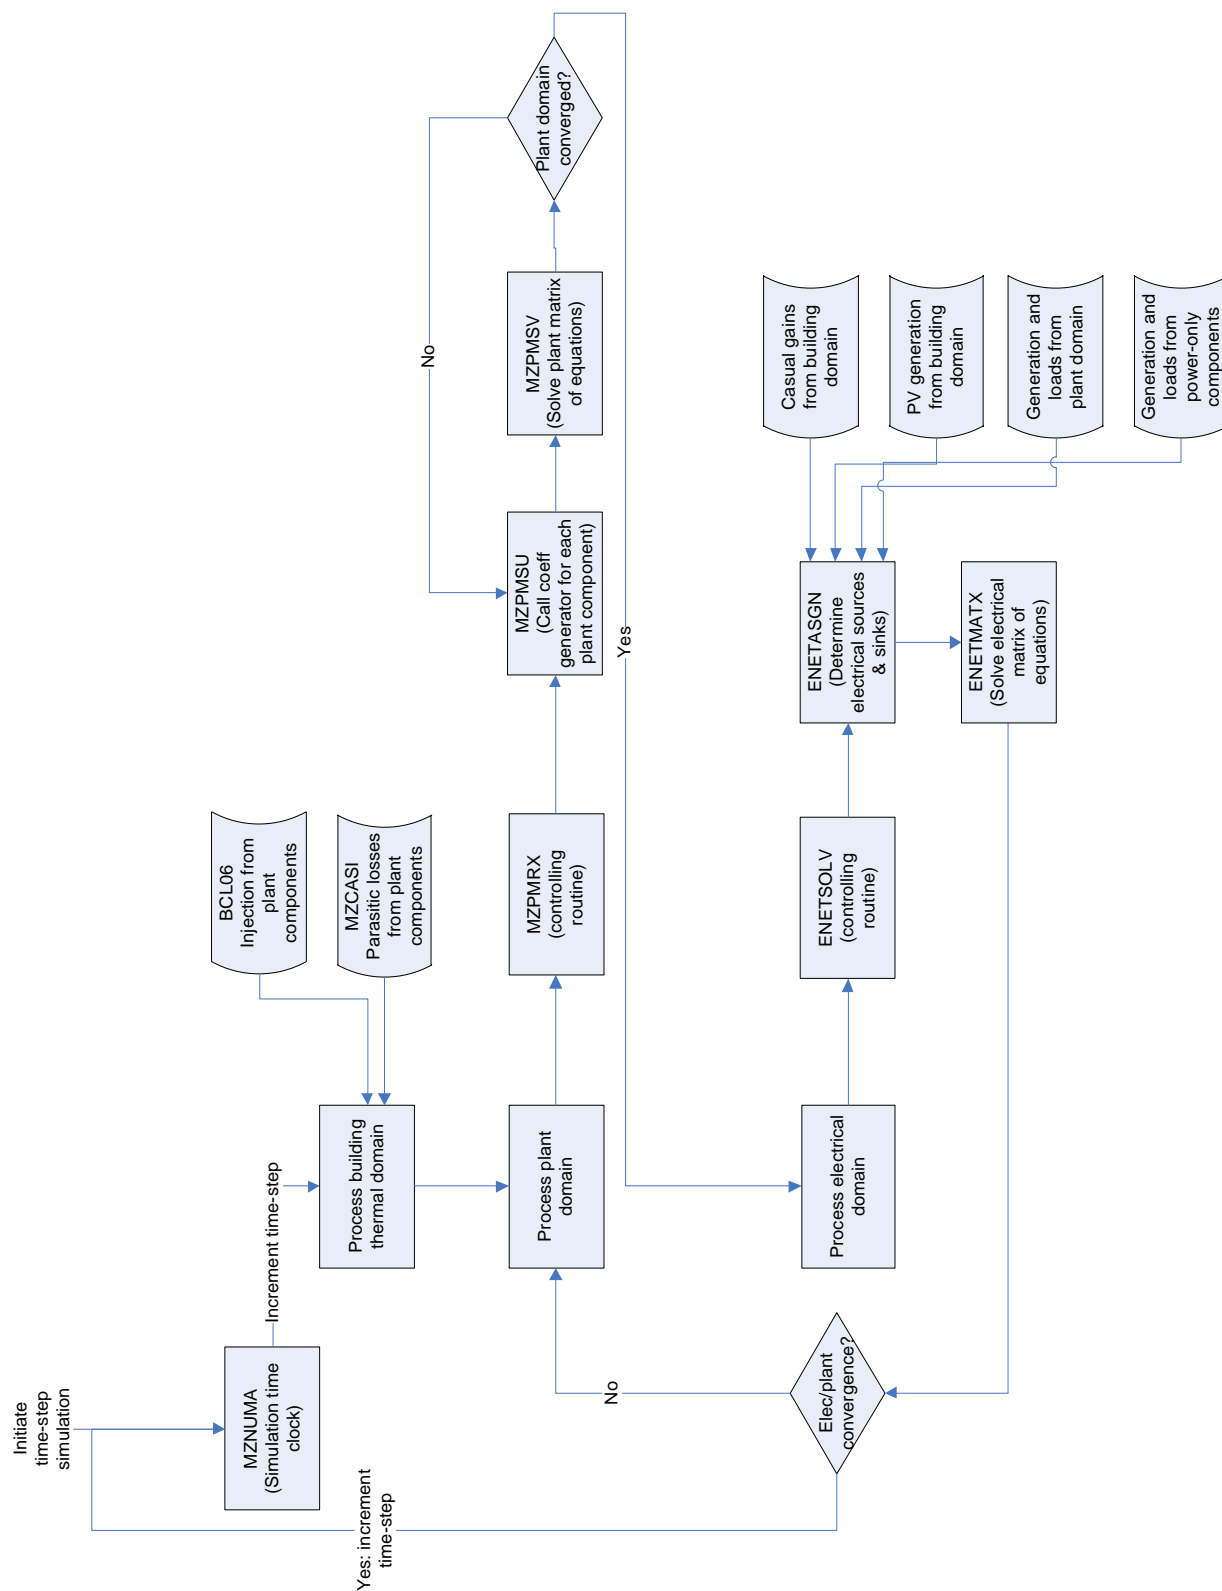 Initiate
time-step
simulation
MZNUMA
(Simulation time
clock)
Increment time-step
Yes: increment
time-step
BCL06
Injection from
plant
components
MZCASI
Parasitic losses
from plant
components
Process building
thermal domain
Process plant
domain
MZPMRX
(controlling
routine)
MZPMSU
(Call coeff
generator for each
plant component)
MZPMSV
(Solve plant matrix
of equations)
Plant domain
converged?
No
Yes
Process electrical
domain
ENETSOLV
(controlling
routine)
ENETASGN
(Determine
electrical sources
& sinks)
ENETMATX
(Solve electrical
matrix of
equations)
Casual gains
from building
domain
PV generation
from building
domain
Generation and
loads from
plant domain
Generation and
loads from
power-only
components
Elec/plant
convergence?
No